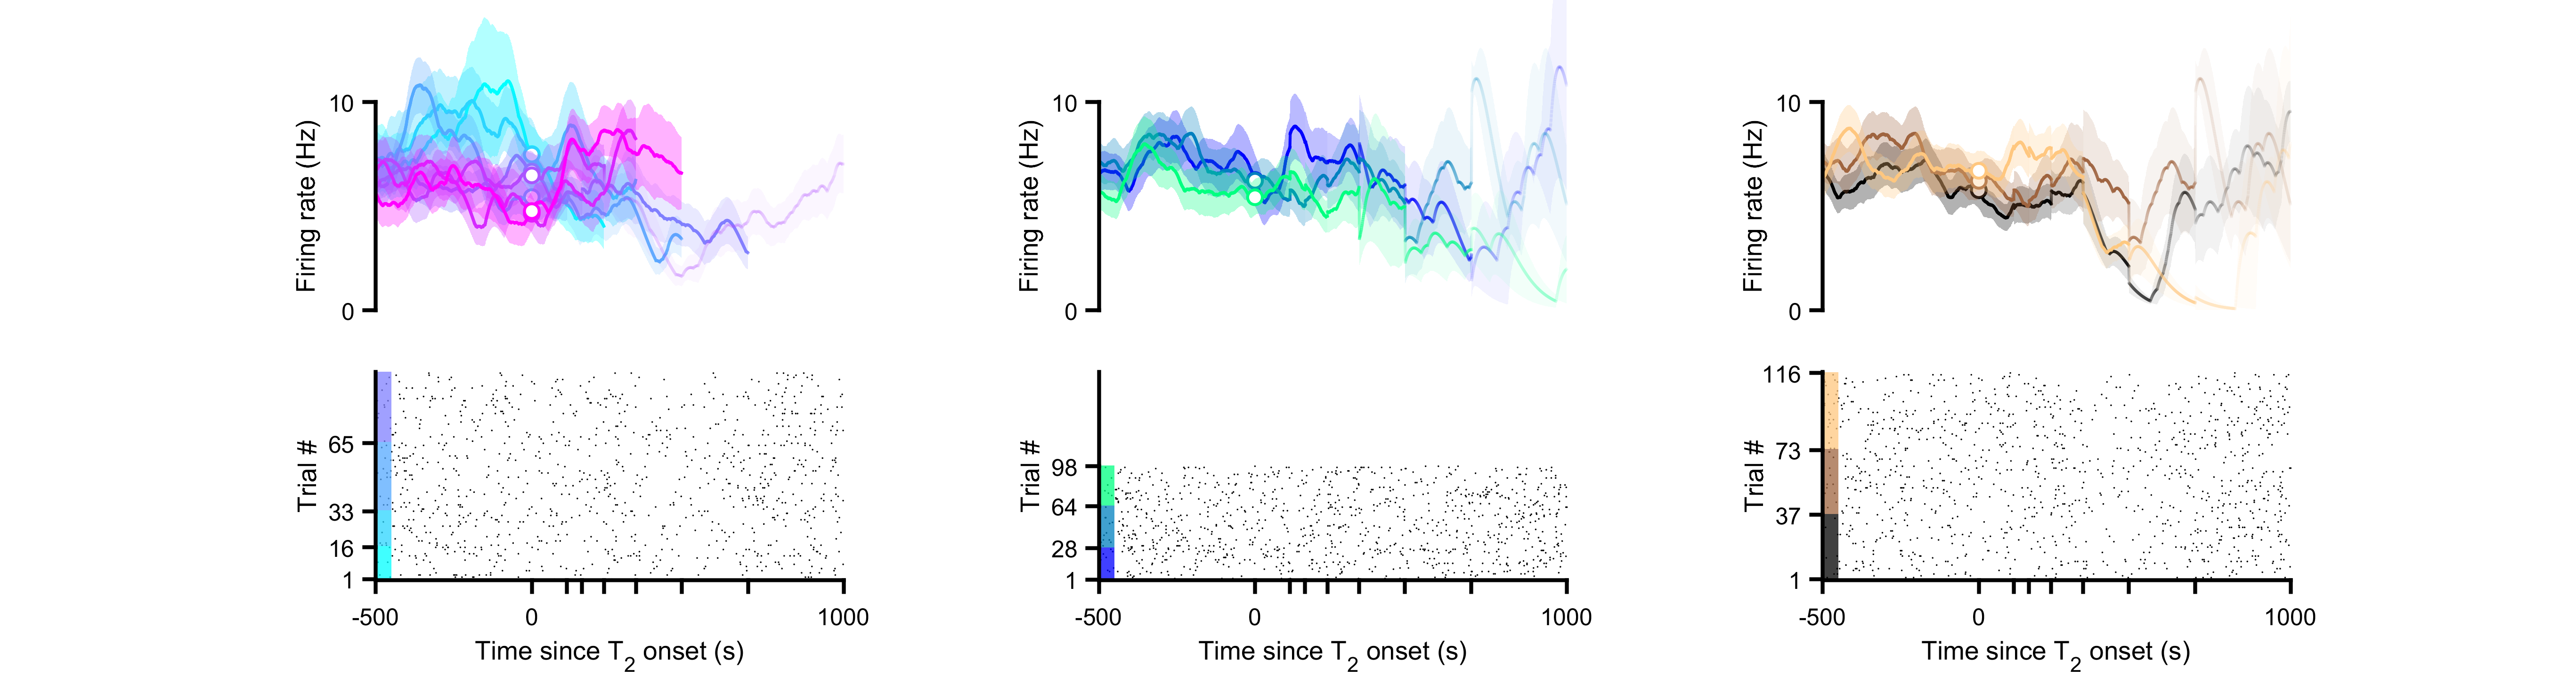 10
Firing rate (Hz)
0
10
Firing rate (Hz)
0
10
Firing rate (Hz)
0
65
33
16
1
Trial #
-500 0 1000
Time since T2 onset (s)
98
64
28
1
Trial #
-500 0 1000
Time since T2 onset (s)
116
73
37
1
Trial #
-500 0 1000
Time since T2 onset (s)